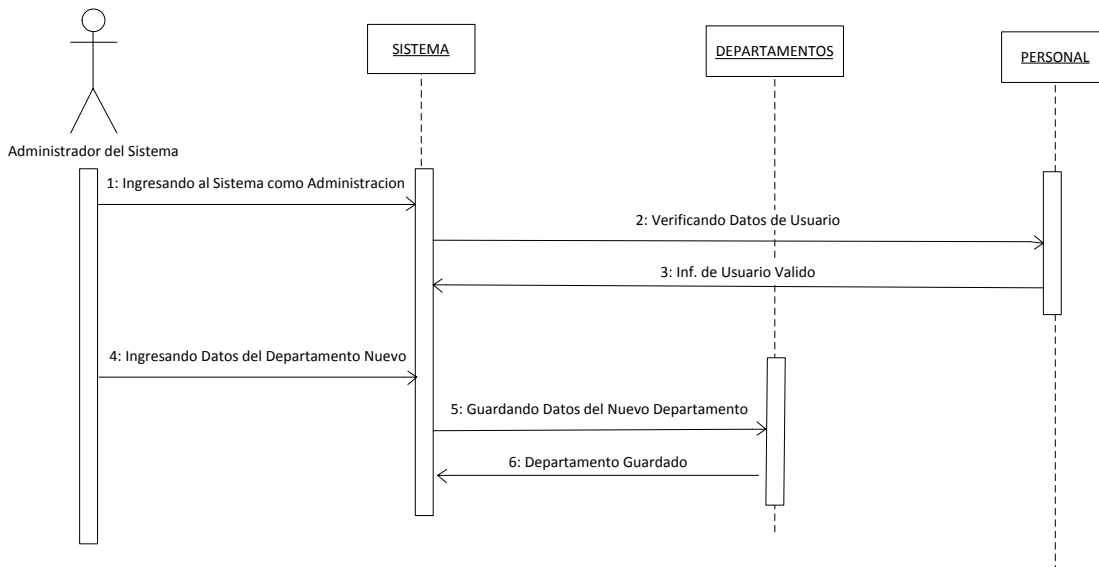 SISTEMA
DEPARTAMENTOS
PERSONAL
Administrador del Sistema
1: Ingresando al Sistema como Administracion
2: Verificando Datos de Usuario
3: Inf. de Usuario Valido
4: Ingresando Datos del Departamento Nuevo
5: Guardando Datos del Nuevo Departamento
6: Departamento Guardado